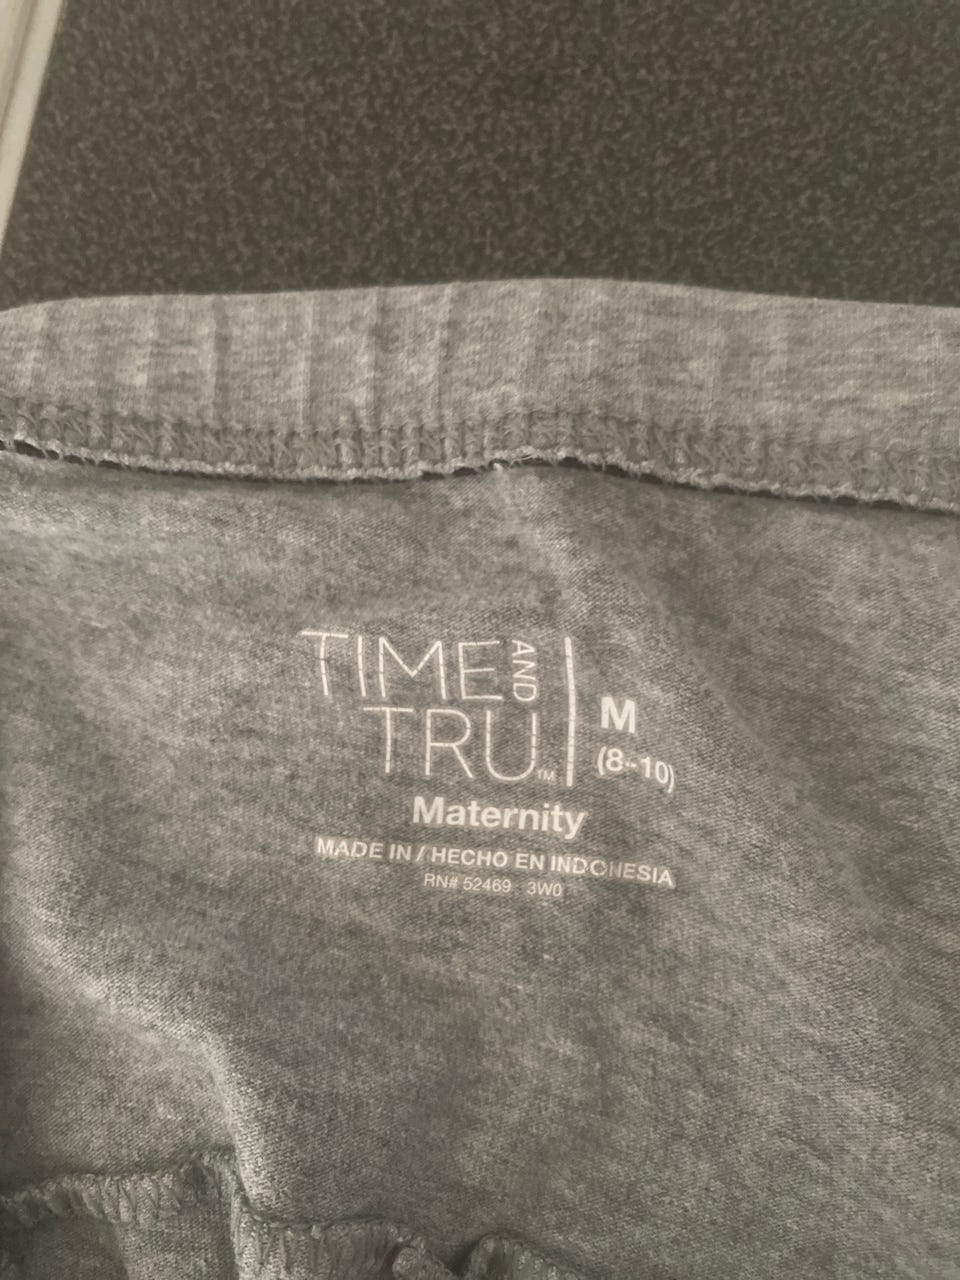 TIME AND
TRU™
M
(8-10)
Maternity
MADE IN / HECHO EN INDONESIA
RN# 52469 3W0